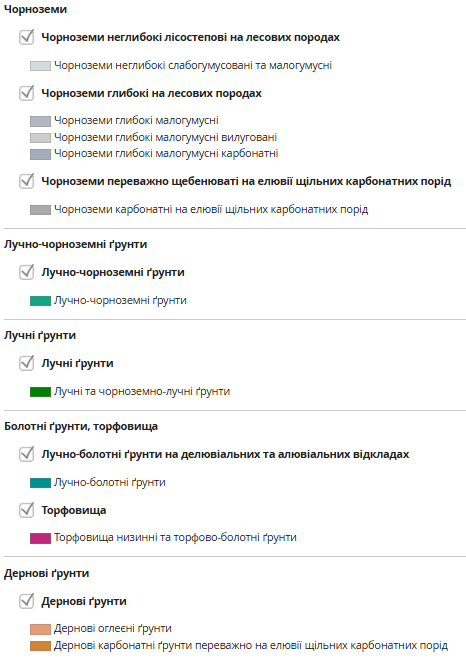 Чорноземи
Чорноземи неглибокі лісостепові на лесових породах
Чорноземи неглибокі слабогумусовані та малогумусні
Чорноземи глибокі на лесових породах
Чорноземи глибокі малогумусні
Чорноземи глибокі малогумусні вилуговані
Чорноземи глибокі малогумусні карбонатні
Чорноземи переважно щебенюваті на елювії щільних карбонатних порід
Чорноземи карбонатні на елювії щільних карбонатних порід
Лучно-чорноземні ґрунти
Лучно-чорноземні ґрунти
Лучно-чорноземні ґрунти
Лучні ґрунти
Лучні ґрунти
Лучні та чорноземно-лучні ґрунти
Болотні ґрунти, торфовища
Лучно-болотні ґрунти на делювіальних та алювіальних відкладах
Лучно-болотні ґрунти
Торфовища
Торфовища низинні та торфово-болотні ґрунти
Дернові ґрунти
Дернові ґрунти
Дернові оглеєні ґрунти
Дернові карбонатні ґрунти переважно на елювії щільних карбонатних порід